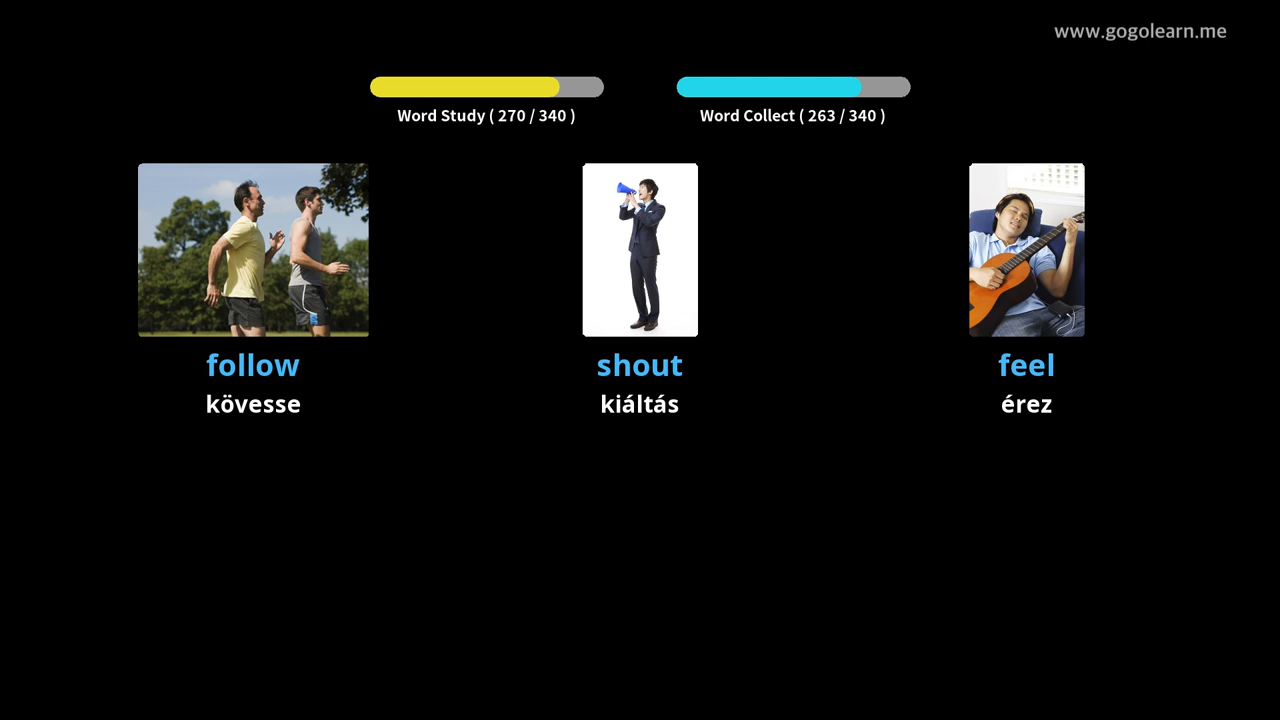 www.gogolearn.me
Word Study ( 270 / 340 )
Word Collect ( 263 / 340 )
follow
kövesse
shout
kiáltás
feel
érez